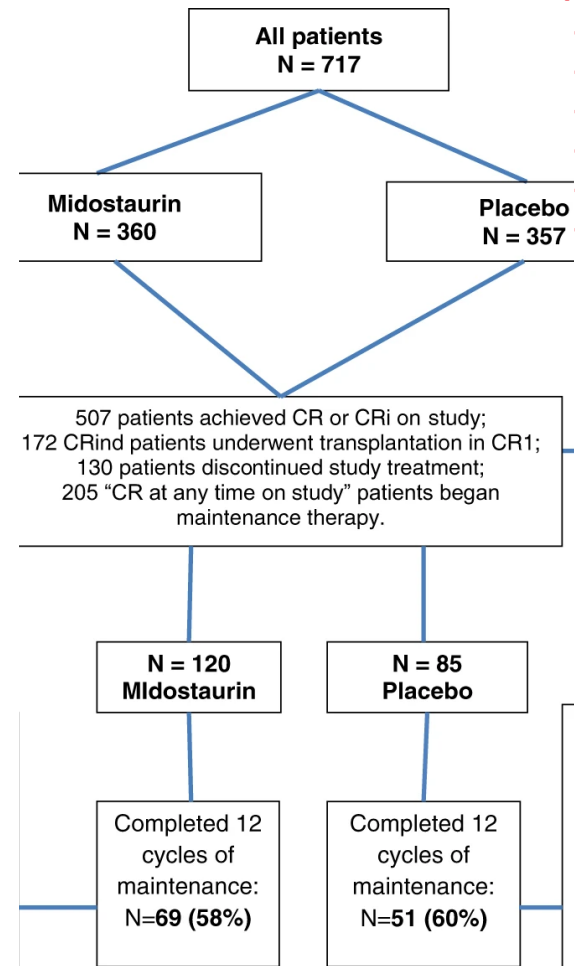 All patients
N = 717
Midostaurin
N = 360
Placebo
N = 357
507 patients achieved CR or CRi on study;
172 CRind patients underwent transplantation in CR1;
130 patients discontinued study treatment;
205 “CR at any time on study” patients began
maintenance therapy.
N = 120
MIdostaurin
N = 85
Placebo
Completed 12
cycles of
maintenance:
N=69 (58%)
Completed 12
cycles of
maintenance:
N=51 (60%)